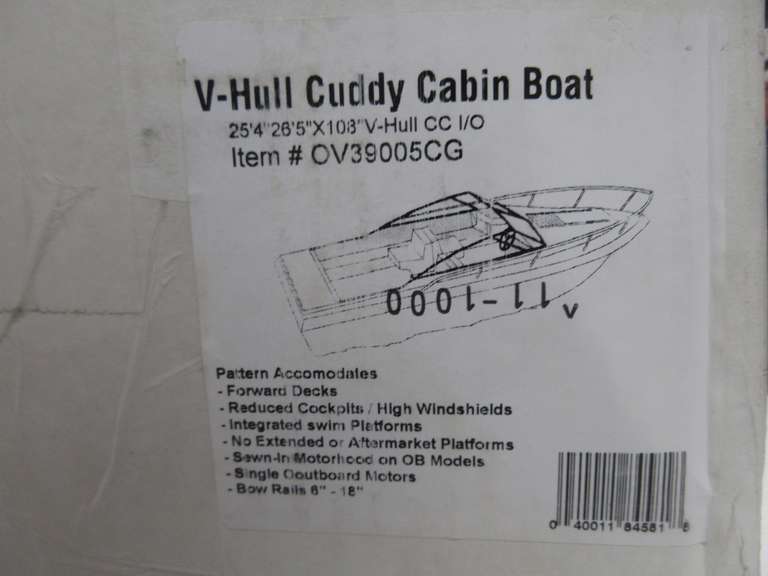 V-Hull Cuddy Cabin Boat
25'4"26'5"X108"V-Hull CC I/O
Item # OV39005CG
11-1000
Pattern Accomodales
- Forward Decks
- Reduced Cockpits / High Windshields
- Integrated swim Platforms
- No Extended or Aftermarket Platforms
- Sewn-In Motorhood on OB Models
- Single Ooutboard Motors
- Bow Rails 6" - 18"
0 40011 84581 8